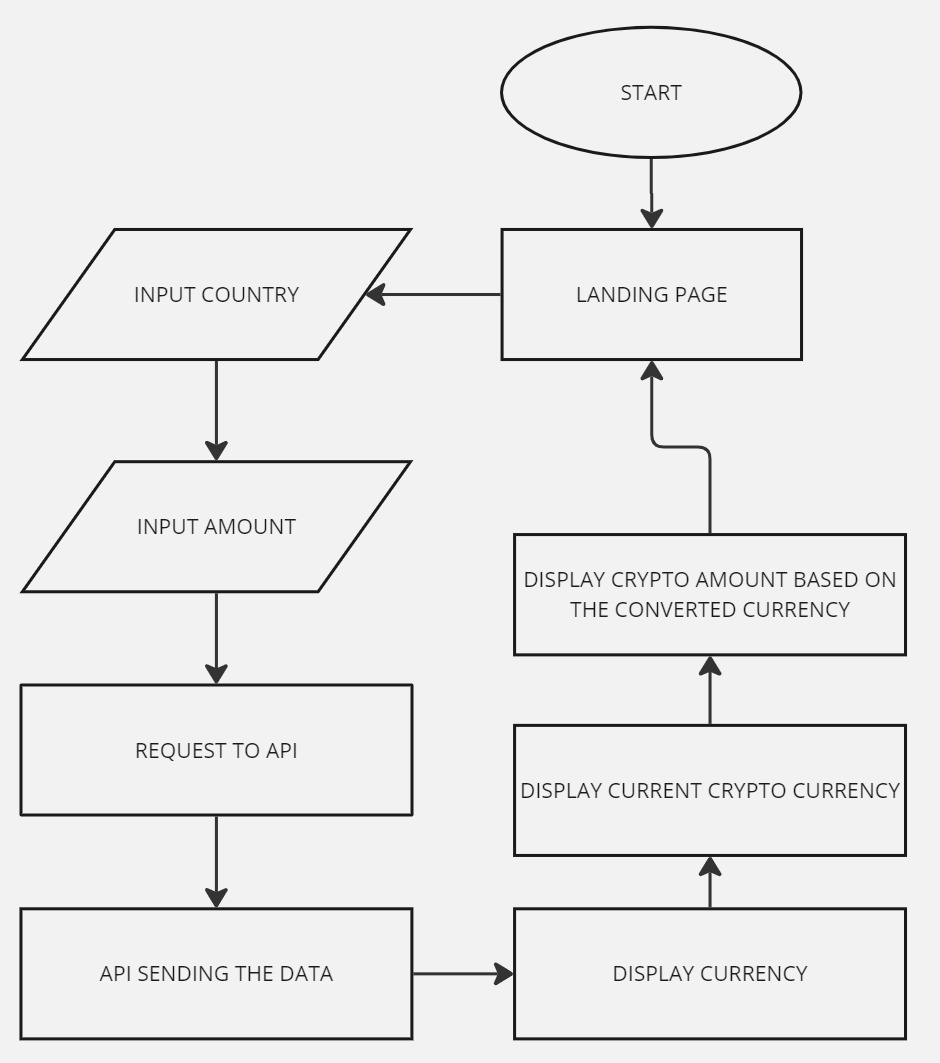 START
LANDING PAGE
INPUT COUNTRY
INPUT AMOUNT
REQUEST TO API
API SENDING THE DATA
DISPLAY CURRENCY
DISPLAY CURRENT CRYPTO CURRENCY
DISPLAY CRYPTO AMOUNT BASED ON
THE CONVERTED CURRENCY